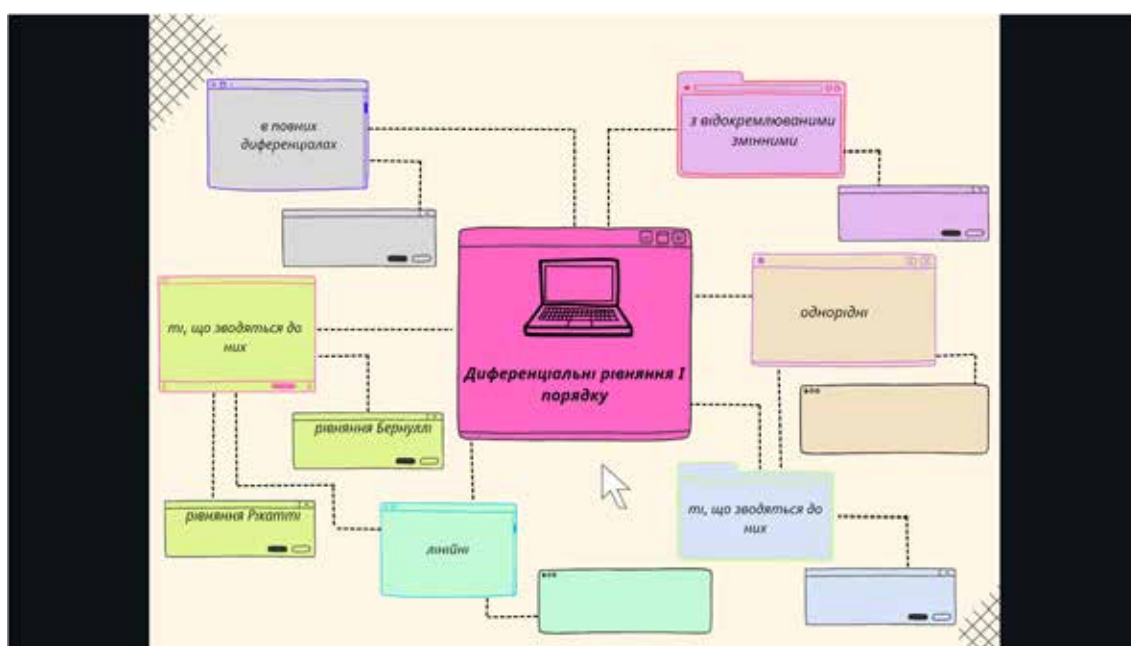 в повних
диференціалах
з відокремлюваними
змінними
однорідні
ті, що зводяться до
них
Диференціальні рівняння І
порядку
рівняння Бернуллі
рівняння Рікатті
лінійні
ті, що зводяться до
них